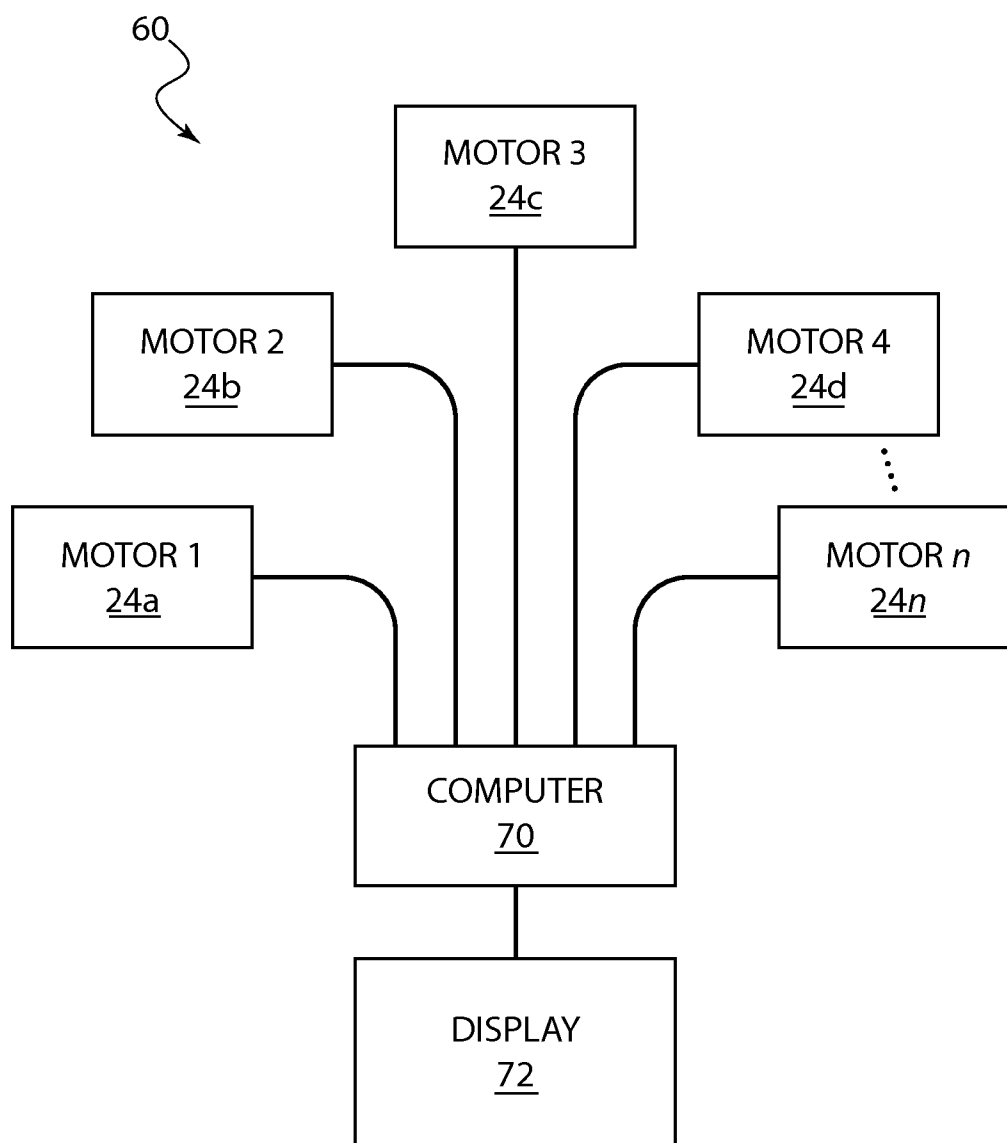 60
MOTOR 3
24c
MOTOR 2
24b
MOTOR 4
24d
MOTOR 1
24a
MOTOR n
24n
COMPUTER
70
DISPLAY
72